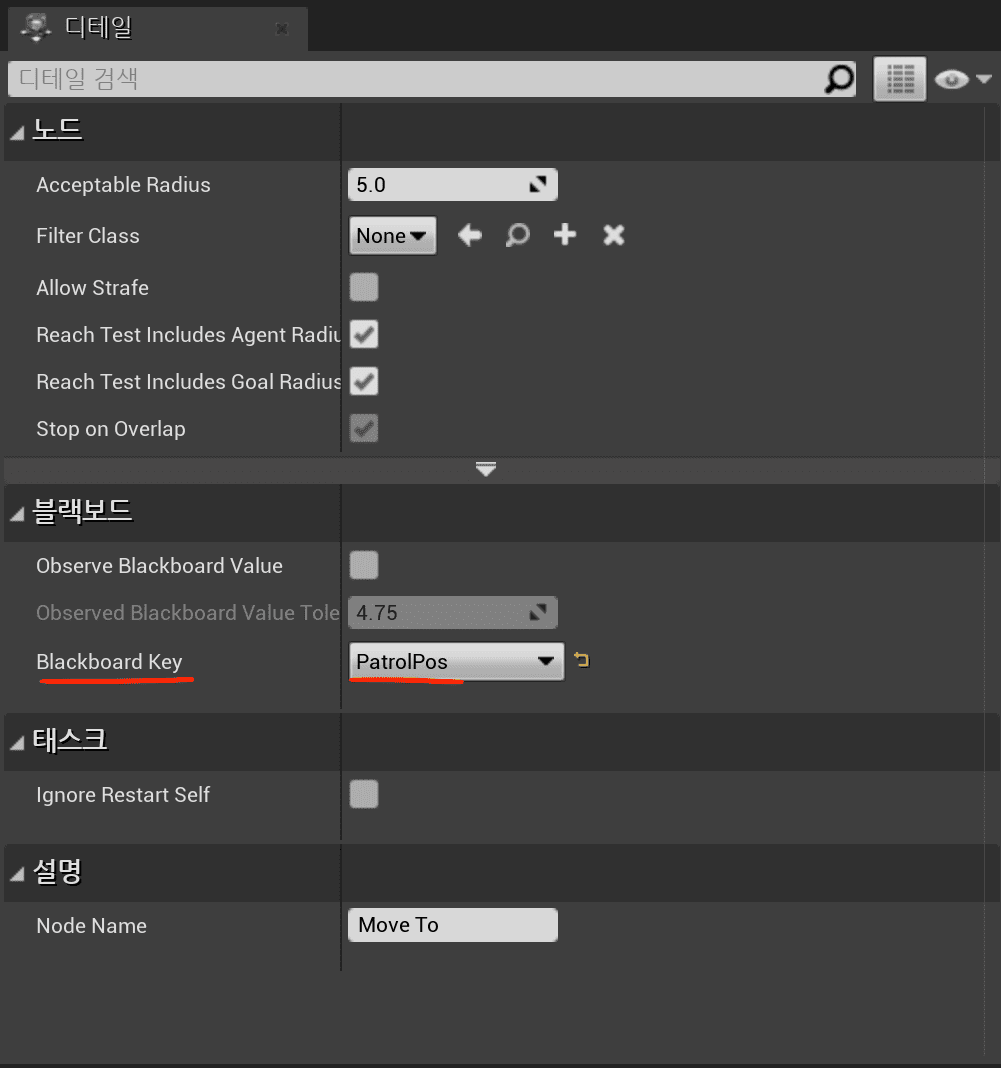 디테일
디테일 검색
노드
Acceptable Radius 5.0
Filter Class None
Allow Strafe
Reach Test Includes Agent Radiu
Reach Test Includes Goal Radius
Stop on Overlap
블랙보드
Observe Blackboard Value
Observed Blackboard Value Tole 4.75
Blackboard Key PatrolPos
태스크
Ignore Restart Self
설명
Node Name Move To